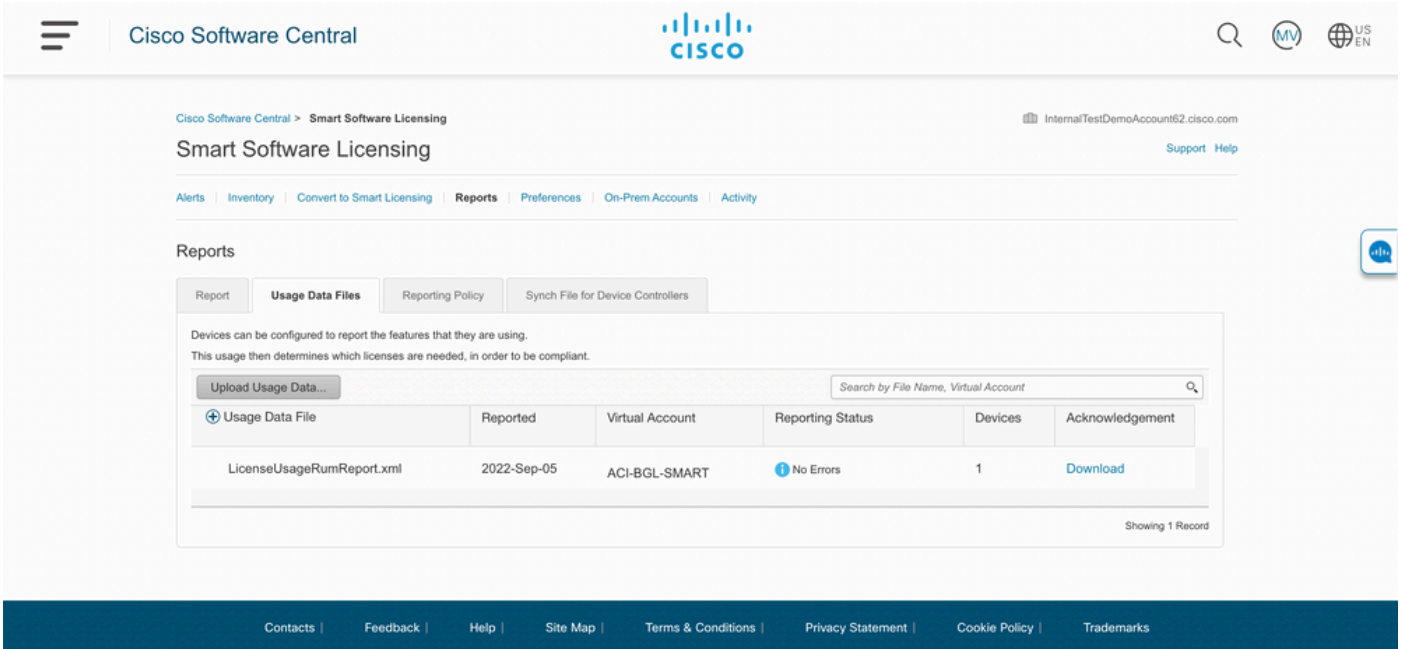 Cisco Software Central
CISCO
MV
US
EN
Cisco Software Central > Smart Software Licensing
InternalTestDemoAccount62.cisco.com
Smart Software Licensing
Support Help
Alerts | Inventory | Convert to Smart Licensing | Reports | Preferences | On-Prem Accounts | Activity
Reports
Report Usage Data Files Reporting Policy Synch File for Device Controllers
Devices can be configured to report the features that they are using.
This usage then determines which licenses are needed, in order to be compliant.
Upload Usage Data... Search by File Name, Virtual Account
Usage Data File Reported Virtual Account Reporting Status Devices Acknowledgement
LicenseUsageRumReport.xml 2022-Sep-05 ACI-BGL-SMART No Errors 1 Download
Showing 1 Record
Contacts | Feedback | Help | Site Map | Terms & Conditions | Privacy Statement | Cookie Policy | Trademarks